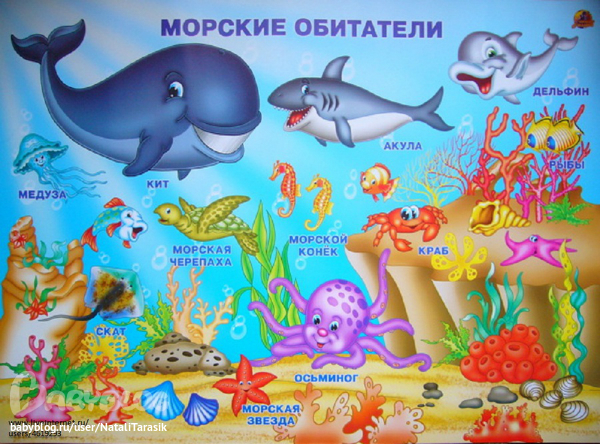 МОРСКИЕ ОБИТАТЕЛИ
ДЕЛЬФИН
АКУЛА
РЫБЫ
МЕДУЗА
КИТ
МОРСКАЯ
ЧЕРЕПАХА
МОРСКОЙ
КОНЕК
КРАБ
СКАТ
ОСЬМИНОГ
МОРСКАЯ
ЗВЕЗДА
babyblog.ru/user/NataliTarasik